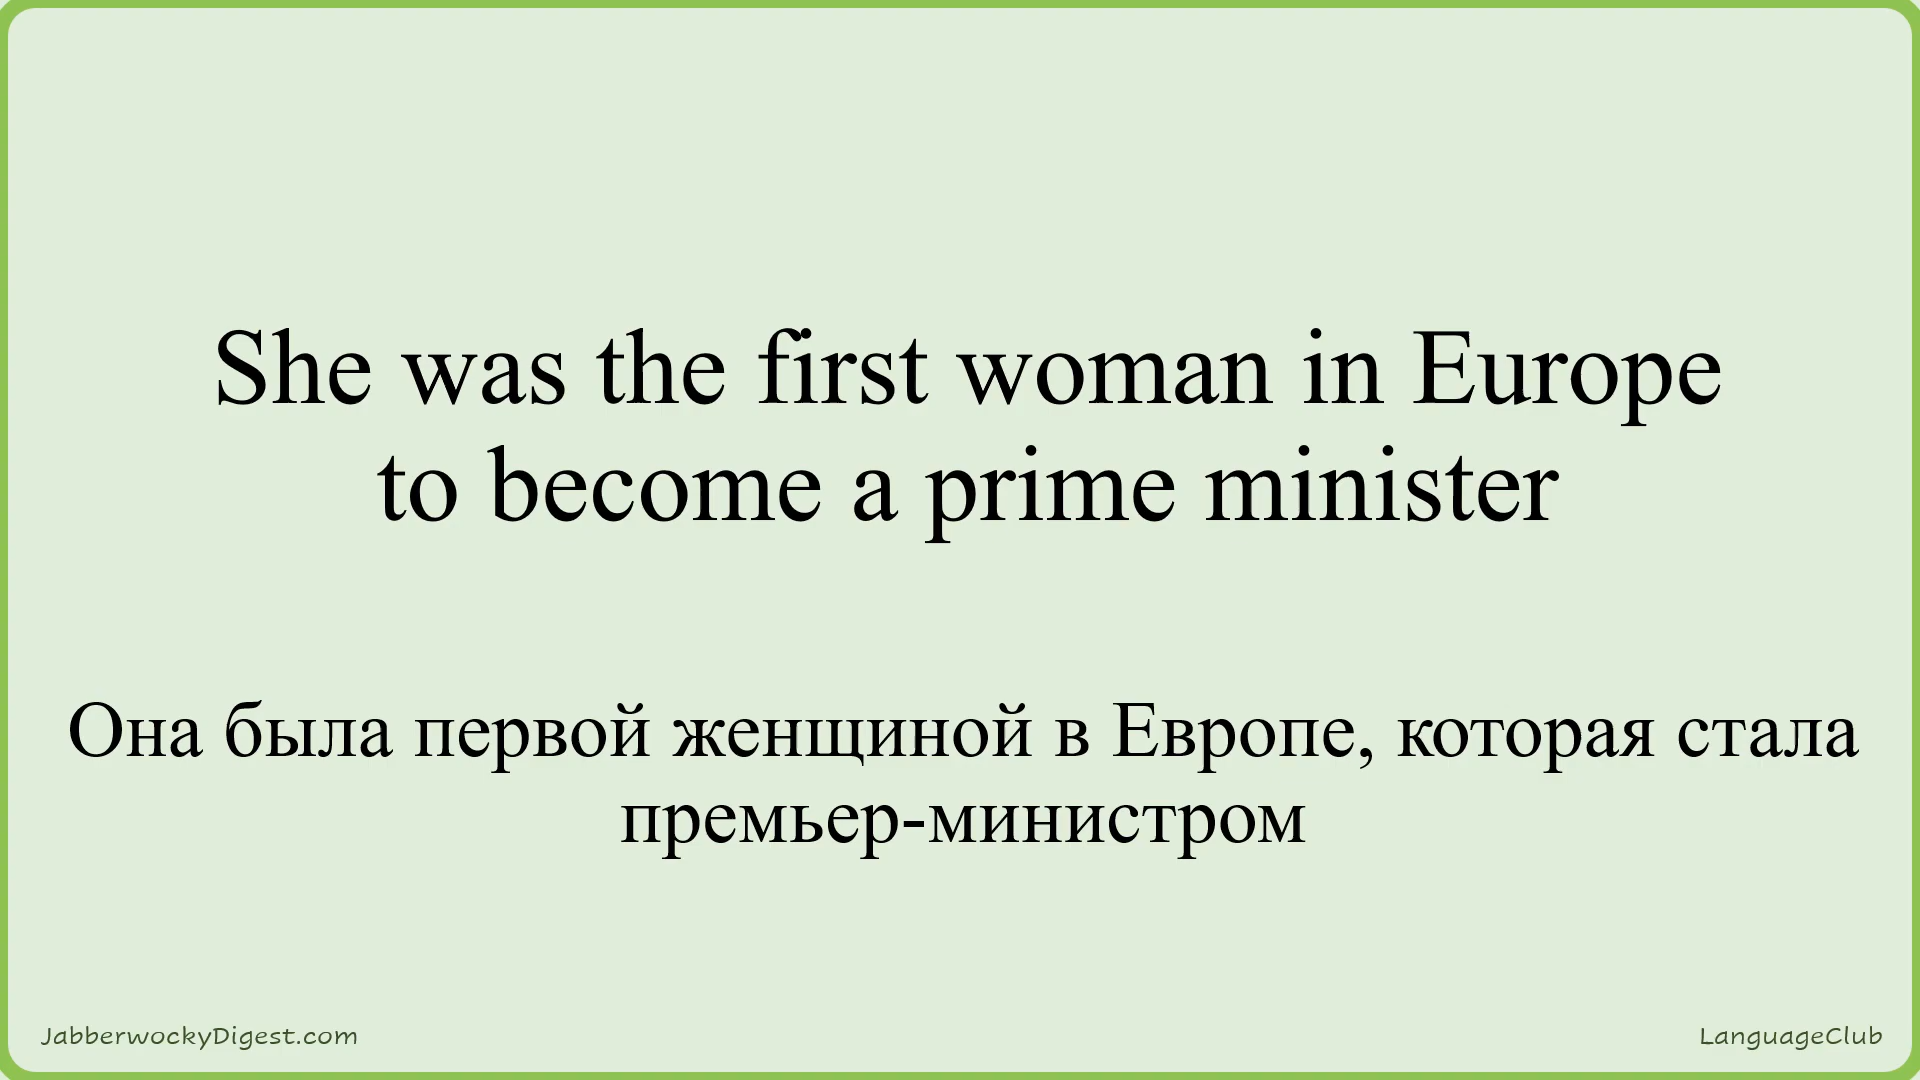 She was the first woman in Europe
to become a prime minister
Она была первой женщиной в Европе, которая стала
премьер-министром
JabberwockyDigest.com
LanguageClub